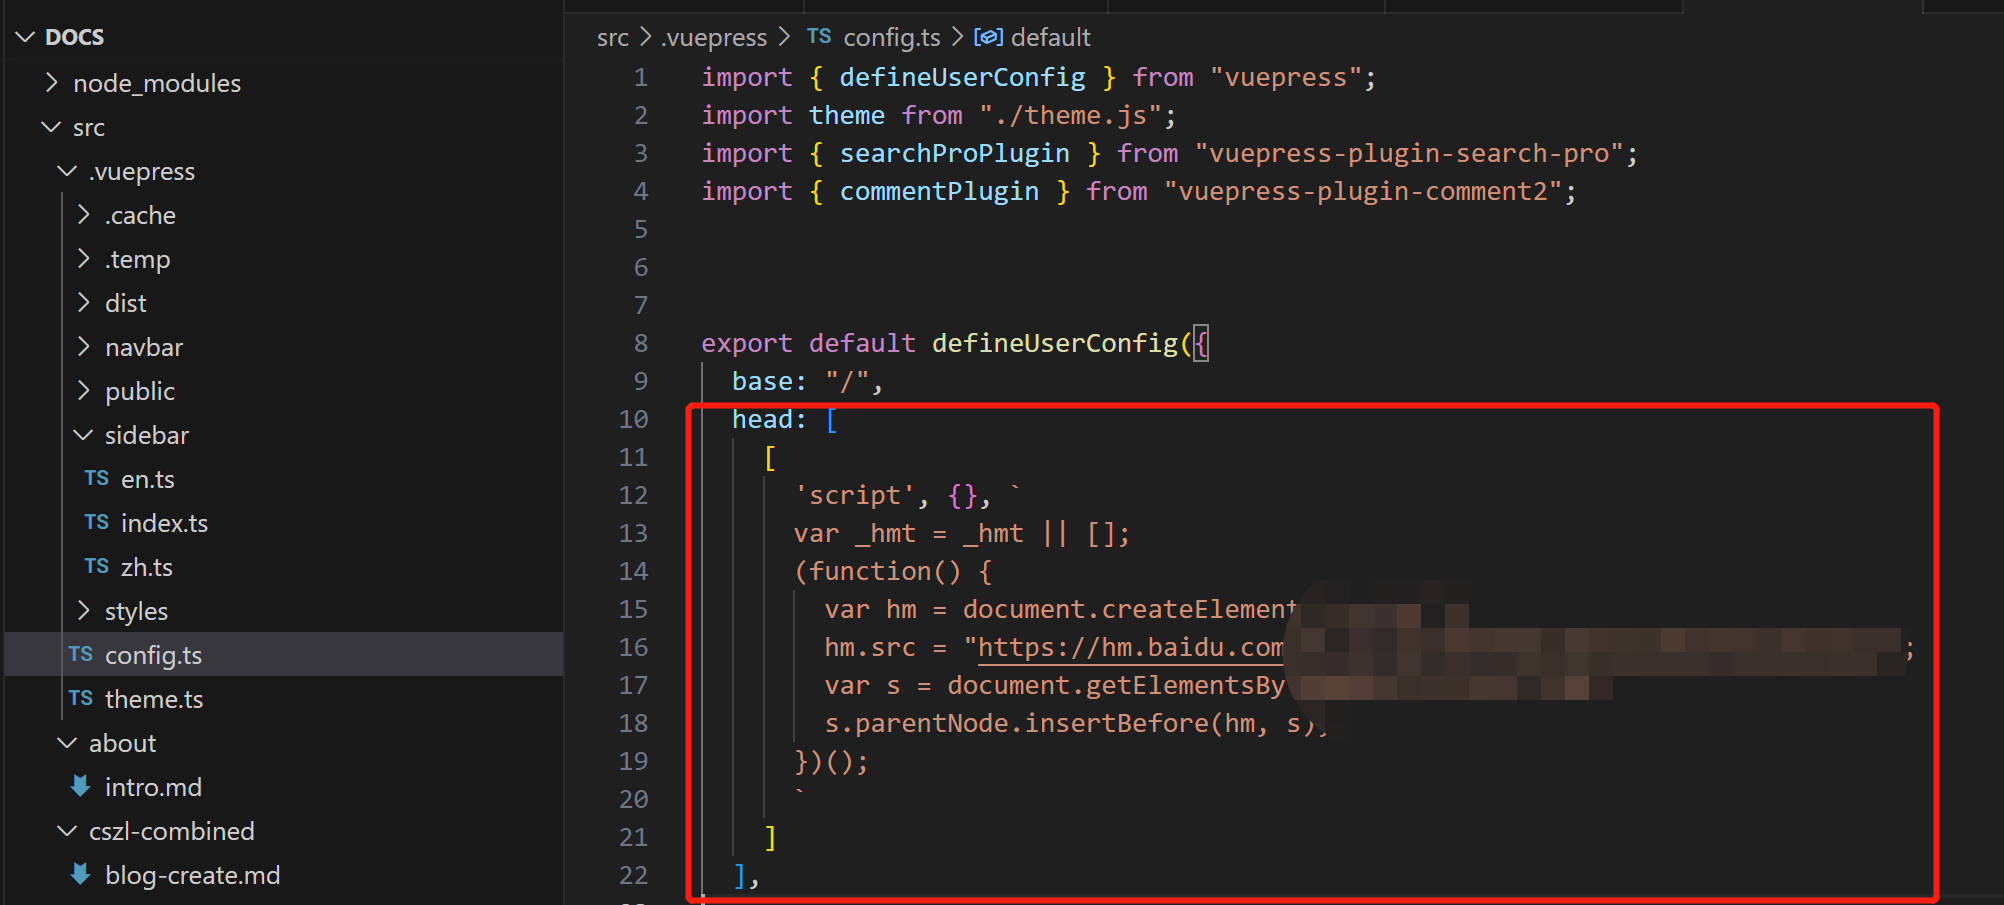 DOCS
node_modules
src
.vuepress
.cache
.temp
dist
navbar
public
sidebar
TS en.ts
TS index.ts
TS zh.ts
styles
TS config.ts
TS theme.ts
about
intro.md
cszl-combined
blog-create.md
src > .vuepress > TS config.ts > default
1 import { defineUserConfig } from "vuepress";
2 import theme from "./theme.js";
3 import { searchProPlugin } from "vuepress-plugin-search-pro";
4 import { commentPlugin } from "vuepress-plugin-comment2";
5
6
7
8 export default defineUserConfig({
9 base: "/",
10 head: [
11 [
12 'script', {}, `
13 var _hmt = _hmt || [];
14 (function() {
15 var hm = document.createElement
16 hm.src = "https://hm.baidu.com ;
17 var s = document.getElementsBy
18 s.parentNode.insertBefore(hm, s);
19 })();
20 `
21 ]
22 ],